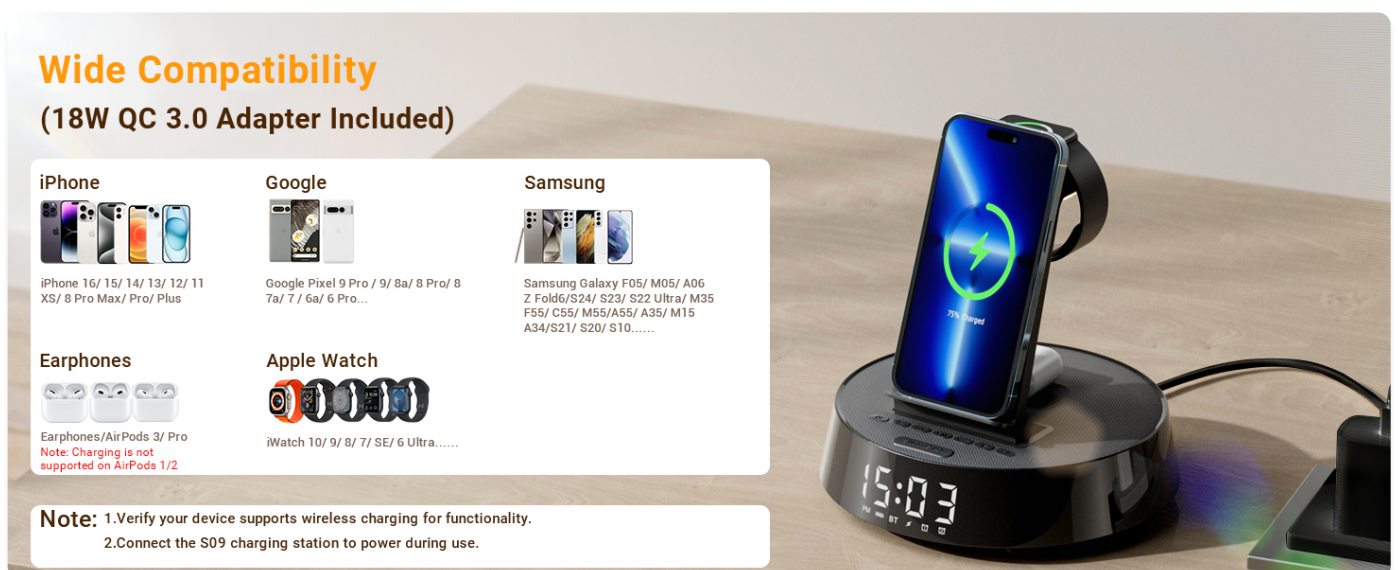 Wide Compatibility
(18W QC 3.0 Adapter Included)
iPhone
iPhone 16/ 15/ 14/ 13/ 12/ 11
XS/ 8 Pro Max/ Pro/ Plus
Google
Google Pixel 9 Pro / 9/ 8a/ 8 Pro/ 8
7a/ 7 / 6a/ 6 Pro...
Samsung
Samsung Galaxy F05/ M05/ A06
Z Fold6/S24/ S23/ S22 Ultra/ M35
F55/ C55/ M55/A55/ A35/ M15
A34/S21/ S20/ S10......
Earphones
Earphones/AirPods 3/ Pro
Note: Charging is not
supported on AirPods 1/2
Apple Watch
iWatch 10/ 9/ 8/ 7/ SE/ 6 Ultra......
Note: 1.Verify your device supports wireless charging for functionality.
2.Connect the S09 charging station to power during use.
75% Charged
15:03
PM BT